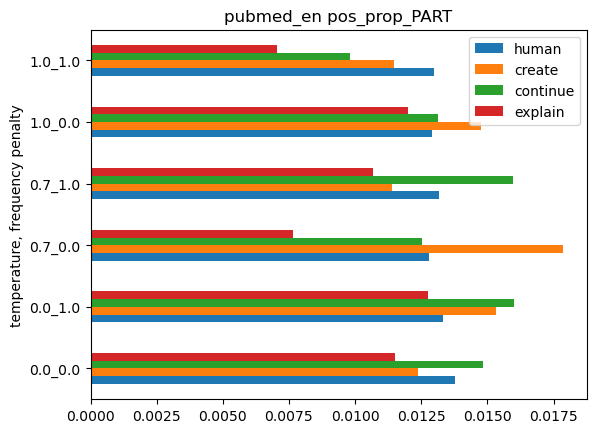 pubmed_en pos_prop_PART
human
create
continue
explain
temperature, frequency penalty
1.0_1.0
1.0_0.0
0.7_1.0
0.7_0.0
0.0_1.0
0.0_0.0
0.0000 0.0025 0.0050 0.0075 0.0100 0.0125 0.0150 0.0175